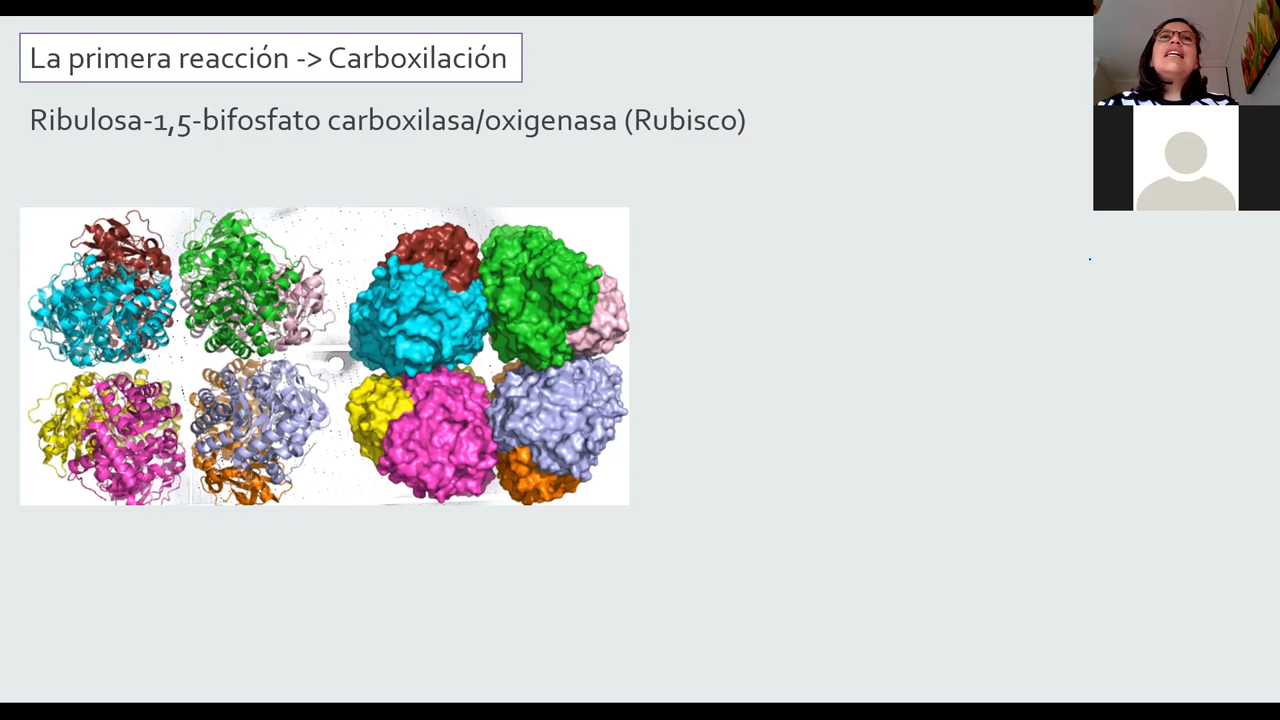 La primera reacción -> Carboxilación
Ribulosa-1,5-bifosfato carboxilasa/oxigenasa (Rubisco)